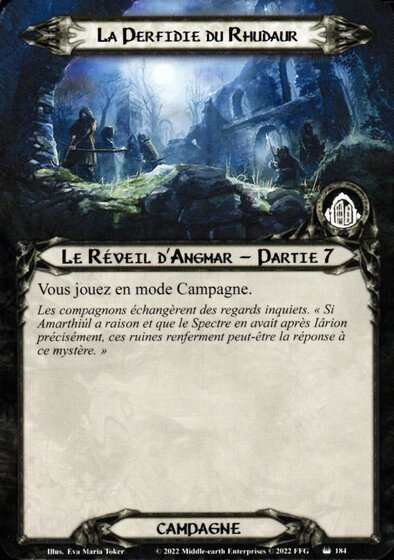 La Perfidie du Rhudaur
Le Réveil d'Angmar – Partie 7
Vous jouez en mode Campagne.
Les compagnons échangèrent des regards inquiets. « Si
Amarthiúl a raison et que le Spectre en avait après Iârion
précisément, ces ruines renferment peut-être la réponse à
ce mystère. »
CAMPAGNE
Illus. Eva Maria Toker
© 2022 Middle-earth Enterprises © 2022 FFG
184